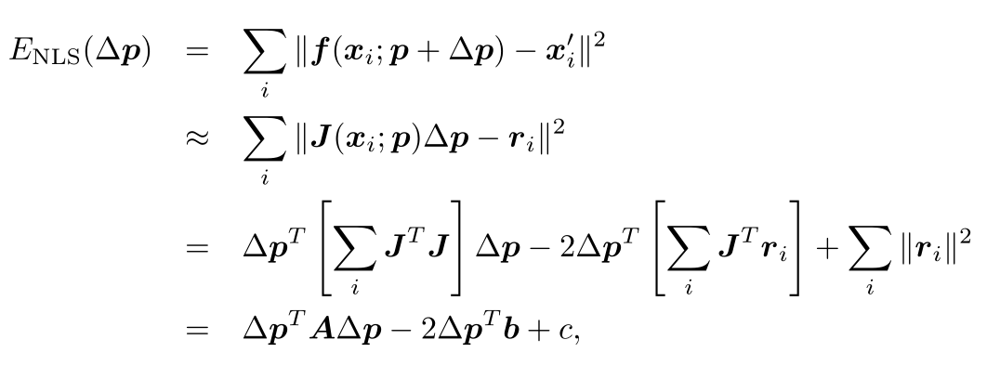 E_NLS(Δp) = ∑_i ‖f(x_i; p + Δp) − x′_i‖²
≈ ∑_i ‖J(x_i; p)Δp − r_i‖²
= Δp^T [∑_i J^T J] Δp − 2Δp^T [∑_i J^T r_i] + ∑_i ‖r_i‖²
= Δp^T AΔp − 2Δp^T b + c,